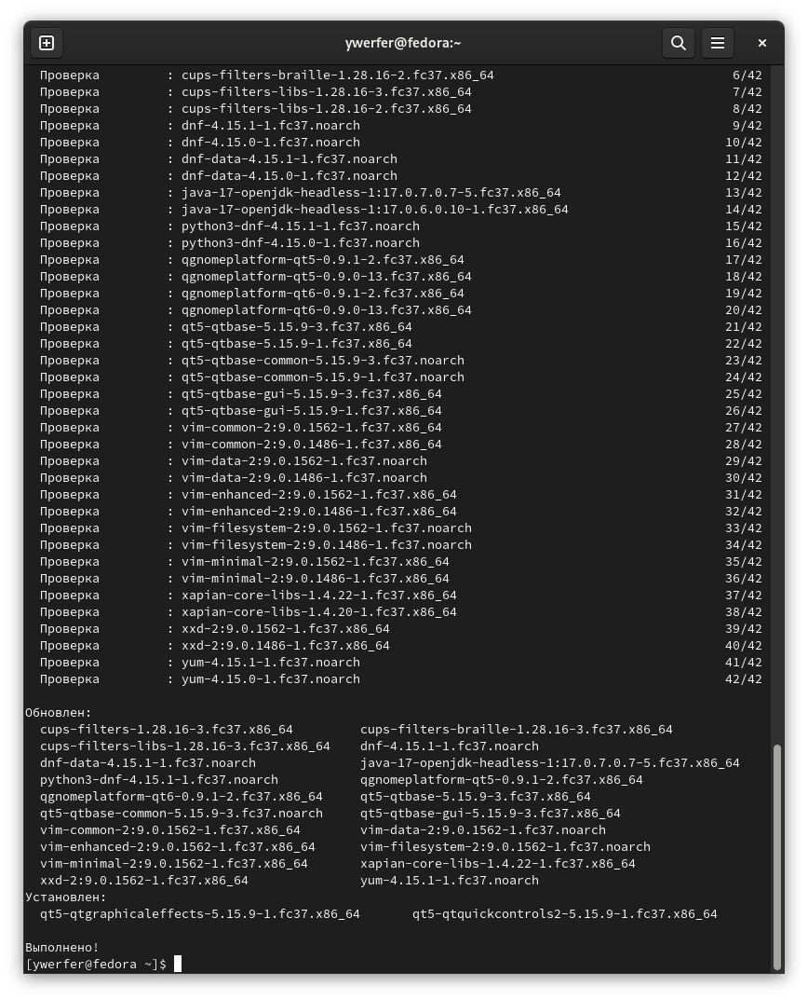 ywerfer@fedora:~
Проверка : cups-filters-braille-1.28.16-2.fc37.x86_64 6/42
Проверка : cups-filters-libs-1.28.16-3.fc37.x86_64 7/42
Проверка : cups-filters-libs-1.28.16-2.fc37.x86_64 8/42
Проверка : dnf-4.15.1-1.fc37.noarch 9/42
Проверка : dnf-4.15.0-1.fc37.noarch 10/42
Проверка : dnf-data-4.15.1-1.fc37.noarch 11/42
Проверка : dnf-data-4.15.0-1.fc37.noarch 12/42
Проверка : java-17-openjdk-headless-1:17.0.7.0.7-5.fc37.x86_64 13/42
Проверка : java-17-openjdk-headless-1:17.0.6.0.10-1.fc37.x86_64 14/42
Проверка : python3-dnf-4.15.1-1.fc37.noarch 15/42
Проверка : python3-dnf-4.15.0-1.fc37.noarch 16/42
Проверка : qgnomeplatform-qt5-0.9.1-2.fc37.x86_64 17/42
Проверка : qgnomeplatform-qt5-0.9.0-13.fc37.x86_64 18/42
Проверка : qgnomeplatform-qt6-0.9.1-2.fc37.x86_64 19/42
Проверка : qgnomeplatform-qt6-0.9.0-13.fc37.x86_64 20/42
Проверка : qt5-qtbase-5.15.9-3.fc37.x86_64 21/42
Проверка : qt5-qtbase-5.15.9-1.fc37.x86_64 22/42
Проверка : qt5-qtbase-common-5.15.9-3.fc37.noarch 23/42
Проверка : qt5-qtbase-common-5.15.9-1.fc37.noarch 24/42
Проверка : qt5-qtbase-gui-5.15.9-3.fc37.x86_64 25/42
Проверка : qt5-qtbase-gui-5.15.9-1.fc37.x86_64 26/42
Проверка : vim-common-2:9.0.1562-1.fc37.x86_64 27/42
Проверка : vim-common-2:9.0.1486-1.fc37.x86_64 28/42
Проверка : vim-data-2:9.0.1562-1.fc37.noarch 29/42
Проверка : vim-data-2:9.0.1486-1.fc37.noarch 30/42
Проверка : vim-enhanced-2:9.0.1562-1.fc37.x86_64 31/42
Проверка : vim-enhanced-2:9.0.1486-1.fc37.x86_64 32/42
Проверка : vim-filesystem-2:9.0.1562-1.fc37.noarch 33/42
Проверка : vim-filesystem-2:9.0.1486-1.fc37.noarch 34/42
Проверка : vim-minimal-2:9.0.1562-1.fc37.x86_64 35/42
Проверка : vim-minimal-2:9.0.1486-1.fc37.x86_64 36/42
Проверка : xapian-core-libs-1.4.22-1.fc37.x86_64 37/42
Проверка : xapian-core-libs-1.4.20-1.fc37.x86_64 38/42
Проверка : xxd-2:9.0.1562-1.fc37.x86_64 39/42
Проверка : xxd-2:9.0.1486-1.fc37.x86_64 40/42
Проверка : yum-4.15.1-1.fc37.noarch 41/42
Проверка : yum-4.15.0-1.fc37.noarch 42/42
Обновлен:
cups-filters-1.28.16-3.fc37.x86_64 cups-filters-braille-1.28.16-3.fc37.x86_64
cups-filters-libs-1.28.16-3.fc37.x86_64 dnf-4.15.1-1.fc37.noarch
dnf-data-4.15.1-1.fc37.noarch java-17-openjdk-headless-1:17.0.7.0.7-5.fc37.x86_64
python3-dnf-4.15.1-1.fc37.noarch qgnomeplatform-qt5-0.9.1-2.fc37.x86_64
qgnomeplatform-qt6-0.9.1-2.fc37.x86_64 qt5-qtbase-5.15.9-3.fc37.x86_64
qt5-qtbase-common-5.15.9-3.fc37.noarch qt5-qtbase-gui-5.15.9-3.fc37.x86_64
vim-common-2:9.0.1562-1.fc37.x86_64 vim-data-2:9.0.1562-1.fc37.noarch
vim-enhanced-2:9.0.1562-1.fc37.x86_64 vim-filesystem-2:9.0.1562-1.fc37.noarch
vim-minimal-2:9.0.1562-1.fc37.x86_64 xapian-core-libs-1.4.22-1.fc37.x86_64
xxd-2:9.0.1562-1.fc37.x86_64 yum-4.15.1-1.fc37.noarch
Установлен:
qt5-qtgraphicaleffects-5.15.9-1.fc37.x86_64 qt5-qtquickcontrols2-5.15.9-1.fc37.x86_64
Выполнено!
[ywerfer@fedora ~]$